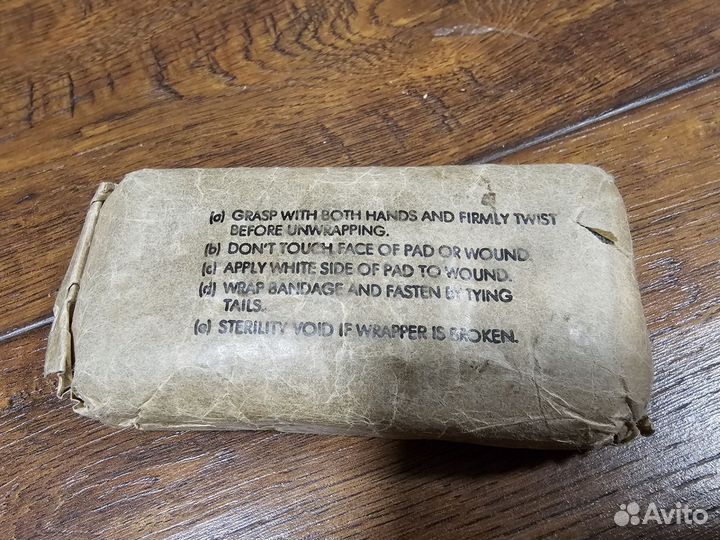 (a) GRASP WITH BOTH HANDS AND FIRMLY TWIST
BEFORE UNWRAPPING.
(b) DON'T TOUCH FACE OF PAD OR WOUND.
(c) APPLY WHITE SIDE OF PAD TO WOUND.
(d) WRAP BANDAGE AND FASTEN BY TYING
TAILS.
(e) STERILITY VOID IF WRAPPER IS BROKEN.
Avito